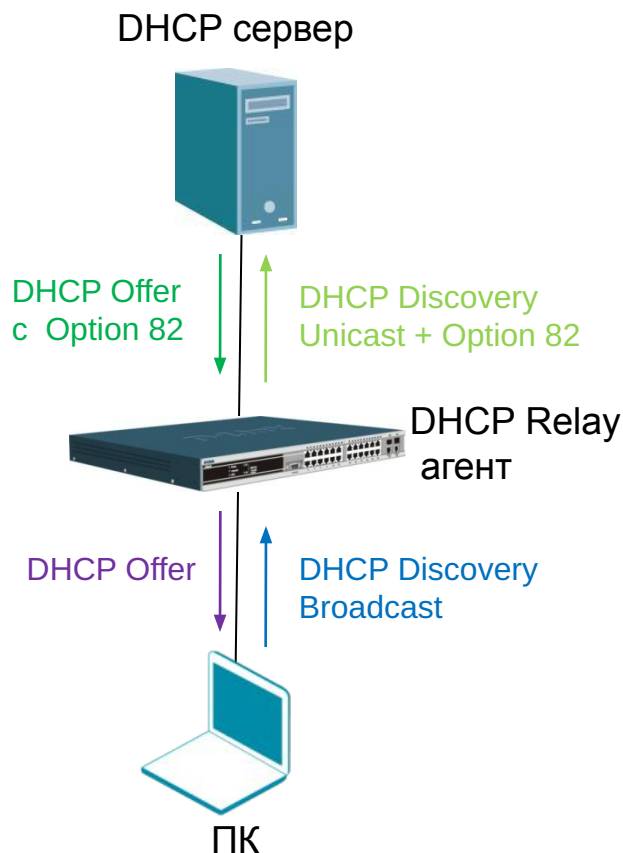 DHCP сервер
DHCP Offer
с Option 82
DHCP Discovery
Unicast + Option 82
DHCP Relay
агент
DHCP Offer
DHCP Discovery
Broadcast
ПК